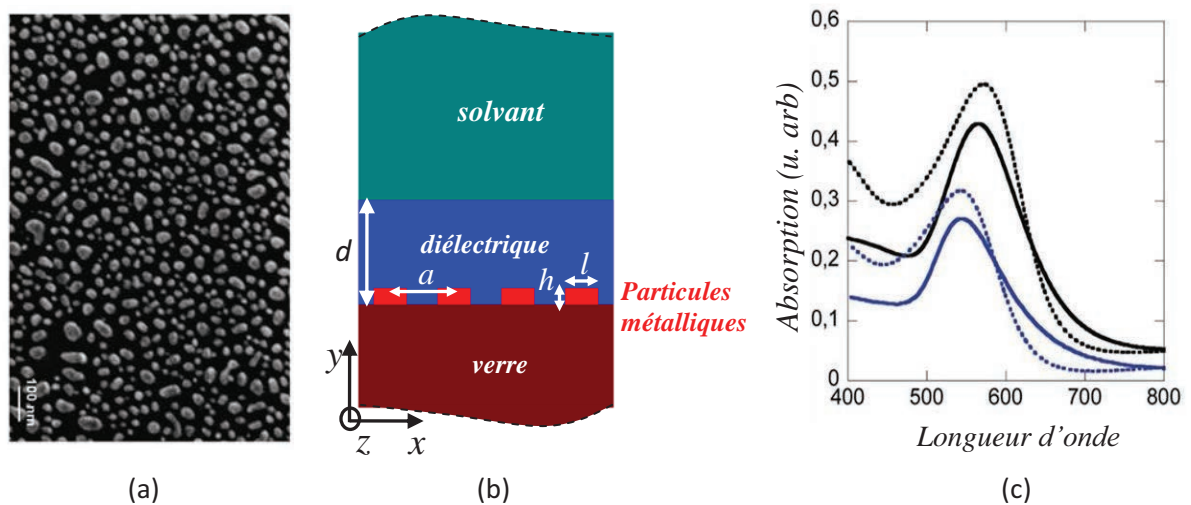 100 nm
(a)
solvant
d
diélectrique
a
h
l
Particules
métalliques
verre
y
z
x
(b)
Absorption (u. arb)
0,6
0,5
0,4
0,3
0,2
0,1
0
400
500
600
700
800
Longueur d'onde
(c)